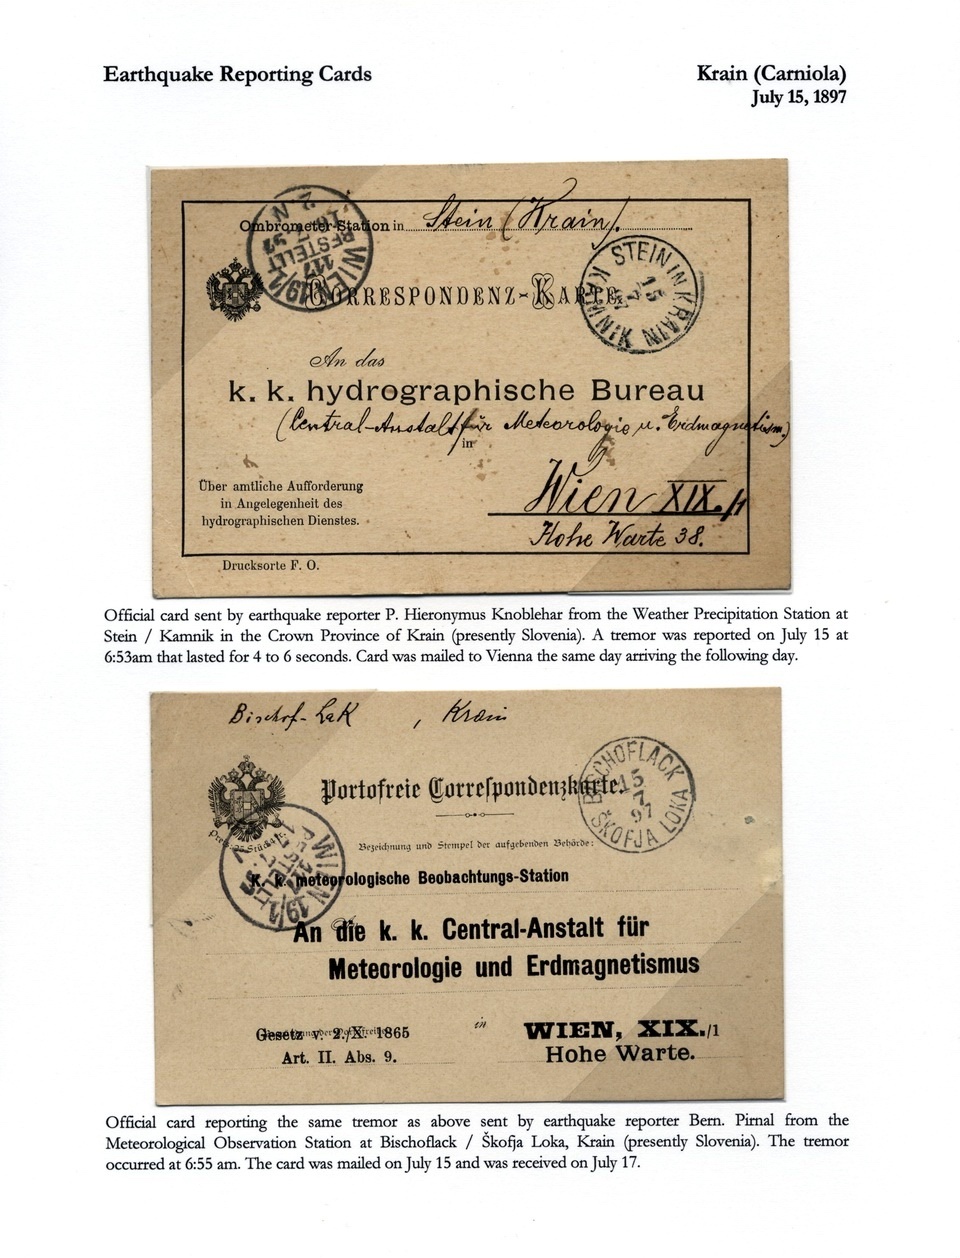 Earthquake Reporting Cards
Krain (Carniola)
July 15, 1897
Ombrometer-Station in Stein (Krain).
WIEN 19/1
117
BESTELLT
2. N
STEIN IN KRAIN
KAMNIK
15
7
CORRESPONDENZ-KARTE.
An das
k. k. hydrographische Bureau
(Central-Anstalt für Meteorologie u. Erdmagnetism.)
in
Wien XIX./1
Hohe Warte 38.
Über amtliche Aufforderung
in Angelegenheit des
hydrographischen Dienstes.
Drucksorte F. O.
Official card sent by earthquake reporter P. Hieronymus Knoblehar from the Weather Precipitation Station at
Stein / Kamnik in the Crown Province of Krain (presently Slovenia). A tremor was reported on July 15 at
6:53am that lasted for 4 to 6 seconds. Card was mailed to Vienna the same day arriving the following day.
Bischof-Lak , Krain
BISCHOFLACK
ŠKOFJA LOKA
15
7
97
Portofreie Correspondenzkarte.
Bezeichnung und Stempel der aufgebenden Behörde:
WIEN 19/1
K. k. meteorologische Beobachtungs-Station
An die k. k. Central-Anstalt für
Meteorologie und Erdmagnetismus
Gesetz v. 2./X. 1865
Art. II. Abs. 9.
in
WIEN, XIX./1
Hohe Warte.
Official card reporting the same tremor as above sent by earthquake reporter Bern. Pirnal from the
Meteorological Observation Station at Bischoflack / Škofja Loka, Krain (presently Slovenia). The tremor
occurred at 6:55 am. The card was mailed on July 15 and was received on July 17.